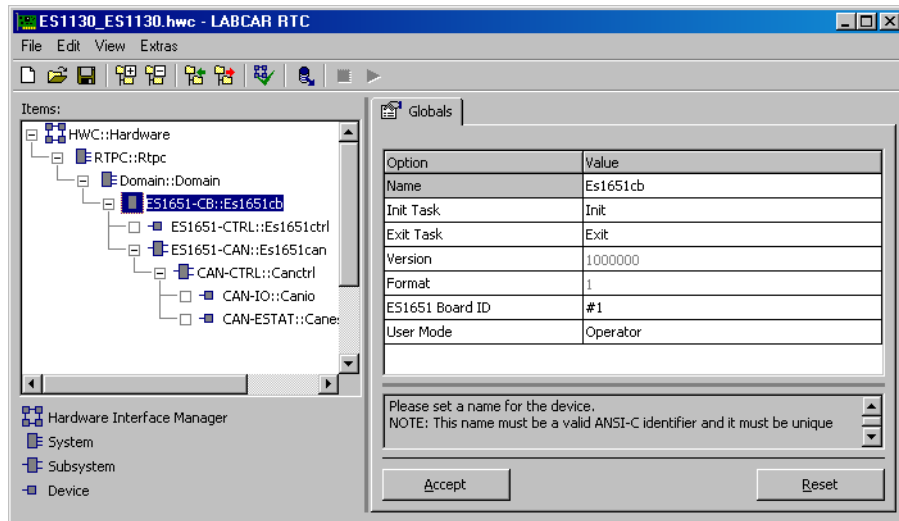 ES1130_ES1130.hwc - LABCAR RTC
File Edit View Extras
Items:
HWC::Hardware
RTPC::Rtpc
Domain::Domain
ES1651-CB::Es1651cb
ES1651-CTRL::Es1651ctrl
ES1651-CAN::Es1651can
CAN-CTRL::Canctrl
CAN-IO::Canio
CAN-ESTAT::Canes
Hardware Interface Manager
System
Subsystem
Device
Globals
Option Value
Name Es1651cb
Init Task Init
Exit Task Exit
Version 1000000
Format 1
ES1651 Board ID #1
User Mode Operator
Please set a name for the device.
NOTE: This name must be a valid ANSI-C identifier and it must be unique
Accept Reset